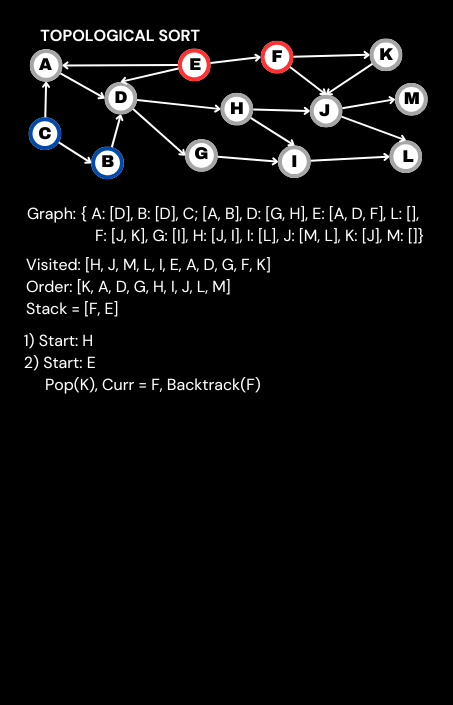 TOPOLOGICAL SORT
A
E
F
K
D
H
J
M
C
B
G
I
L
Graph: { A: [D], B: [D], C; [A, B], D: [G, H], E: [A, D, F], L: [],
F: [J, K], G: [I], H: [J, I], I: [L], J: [M, L], K: [J], M: []}
Visited: [H, J, M, L, I, E, A, D, G, F, K]
Order: [K, A, D, G, H, I, J, L, M]
Stack = [F, E]
1) Start: H
2) Start: E
Pop(K), Curr = F, Backtrack(F)